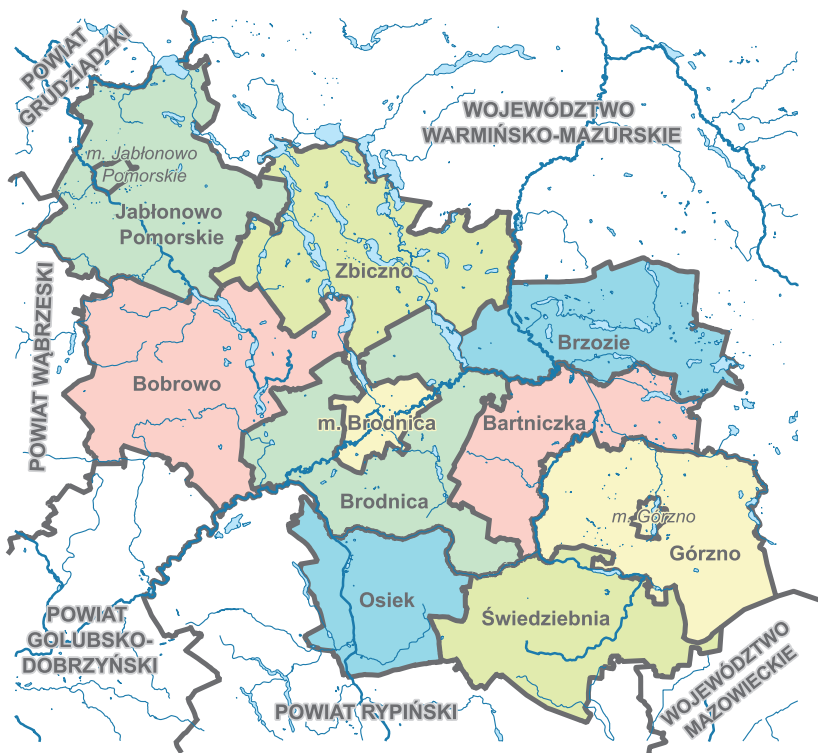 POWIAT
GRUDZIĄDZKI
WOJEWÓDZTWO
WARMIŃSKO-MAZURSKIE
m. Jabłonowo
Pomorskie
Jabłonowo
Pomorskie
Zbiczno
POWIAT WĄBRZESKI
Brzozie
Bobrowo
m. Brodnica
Bartniczka
Brodnica
m. Górzno
Górzno
Osiek
Świedziebnia
POWIAT
GOLUBSKO-
DOBRZYŃSKI
POWIAT RYPIŃSKI
WOJEWÓDZTWO
MAZOWIECKIE